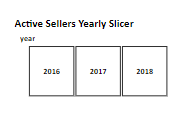 Active Sellers Yearly Slicer
year
2016 2017 2018